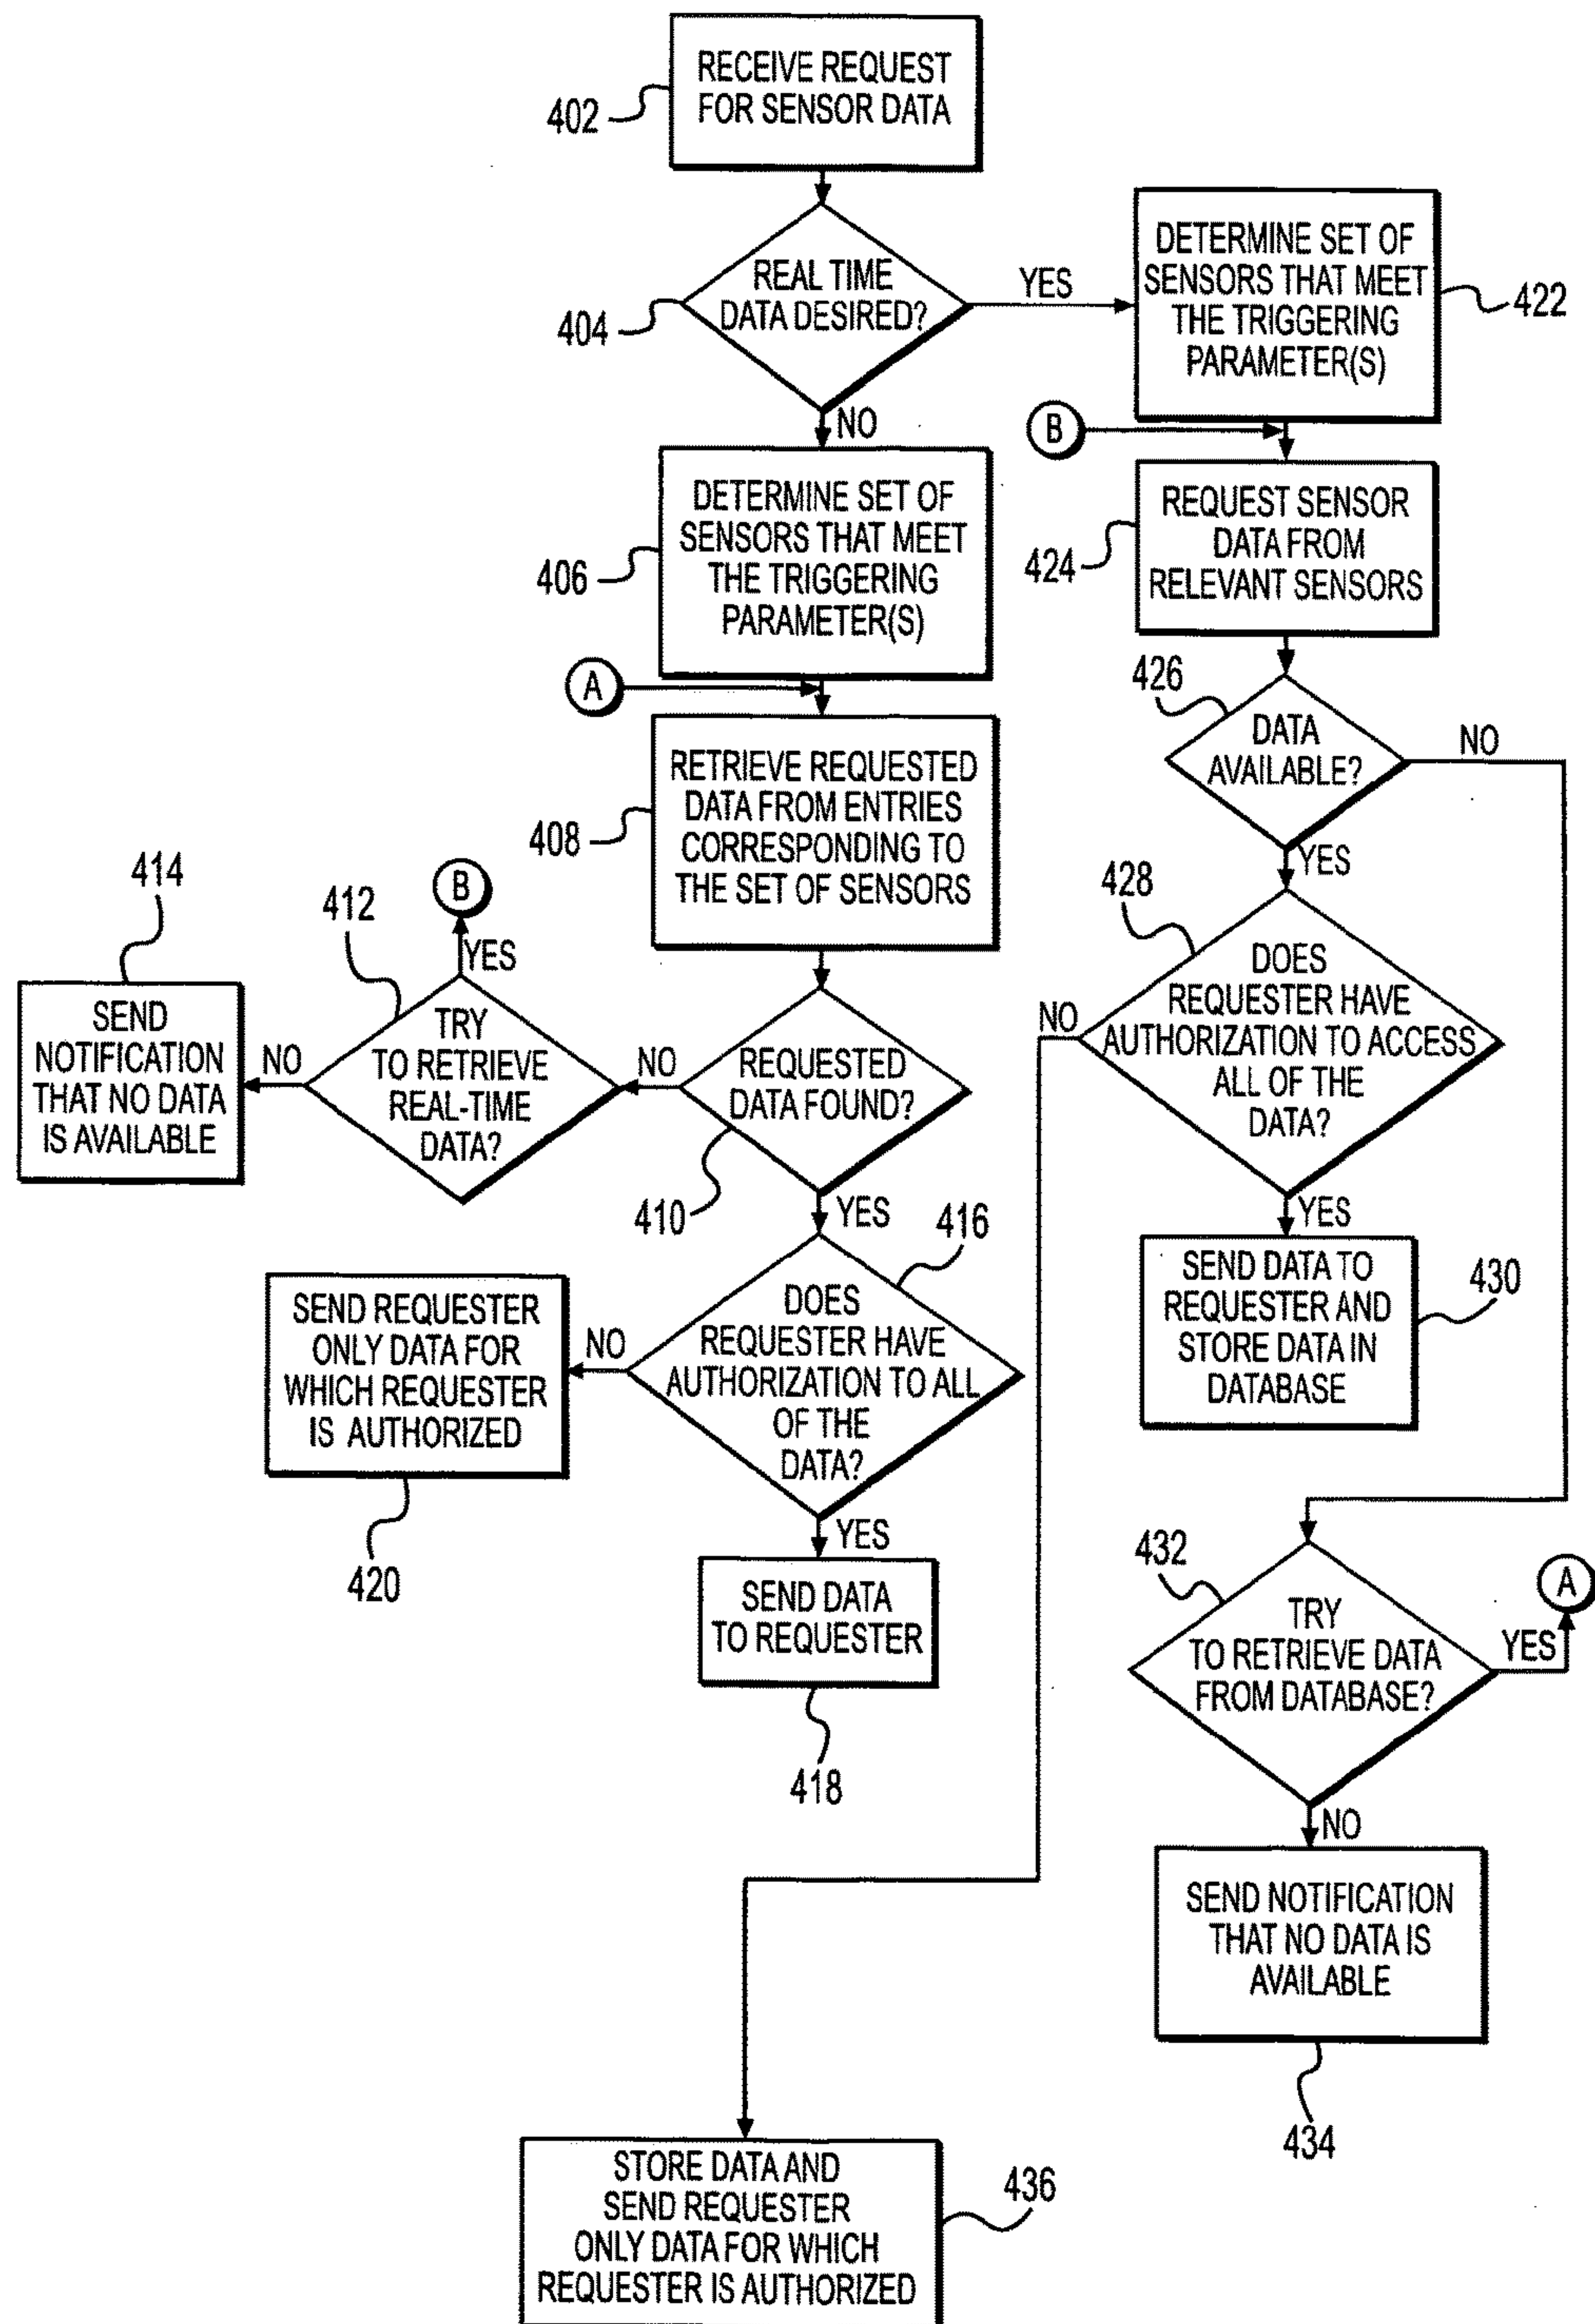 RECEIVE REQUEST
FOR SENSOR DATA
402
REAL TIME
DATA DESIRED?
404
YES
NO
DETERMINE SET OF
SENSORS THAT MEET
THE TRIGGERING
PARAMETER(S)
422
B
REQUEST SENSOR
DATA FROM
RELEVANT SENSORS
424
DETERMINE SET OF
SENSORS THAT MEET
THE TRIGGERING
PARAMETER(S)
406
A
RETRIEVE REQUESTED
DATA FROM ENTRIES
CORRESPONDING TO
THE SET OF SENSORS
408
426
DATA
AVAILABLE?
NO
YES
428
DOES
REQUESTER HAVE
AUTHORIZATION TO ACCESS
ALL OF THE
DATA?
NO
YES
SEND DATA TO
REQUESTER AND
STORE DATA IN
DATABASE
430
414
SEND
NOTIFICATION
THAT NO DATA
IS AVAILABLE
412
B
YES
TRY
TO RETRIEVE
REAL-TIME
DATA?
NO
NO
REQUESTED
DATA FOUND?
410
YES
416
DOES
REQUESTER HAVE
AUTHORIZATION TO ALL
OF THE
DATA?
NO
SEND REQUESTER
ONLY DATA FOR
WHICH REQUESTER
IS AUTHORIZED
420
YES
SEND DATA
TO REQUESTER
418
432
TRY
TO RETRIEVE DATA
FROM DATABASE?
YES
A
NO
SEND NOTIFICATION
THAT NO DATA IS
AVAILABLE
434
STORE DATA AND
SEND REQUESTER
ONLY DATA FOR WHICH
REQUESTER IS AUTHORIZED
436